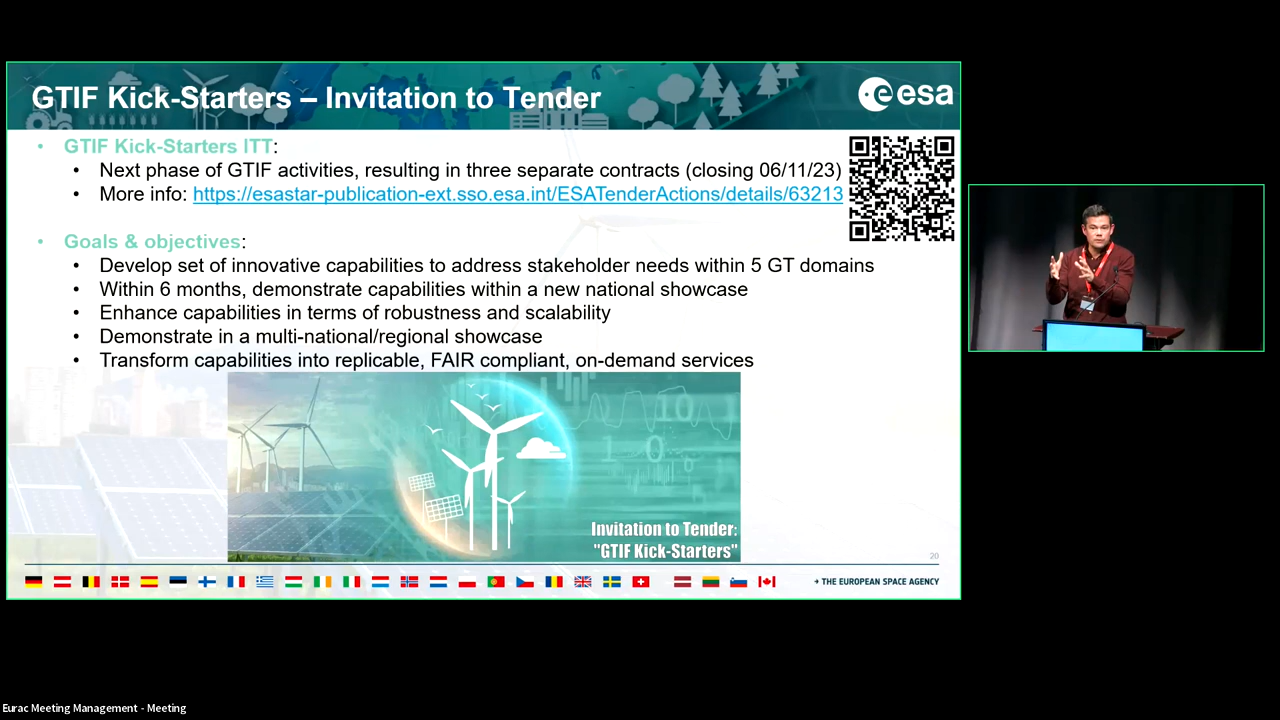 GTIF Kick-Starters – Invitation to Tender
esa
• GTIF Kick-Starters ITT:
• Next phase of GTIF activities, resulting in three separate contracts (closing 06/11/23)
• More info: https://esastar-publication-ext.sso.esa.int/ESATenderActions/details/63213
• Goals & objectives:
• Develop set of innovative capabilities to address stakeholder needs within 5 GT domains
• Within 6 months, demonstrate capabilities within a new national showcase
• Enhance capabilities in terms of robustness and scalability
• Demonstrate in a multi-national/regional showcase
• Transform capabilities into replicable, FAIR compliant, on-demand services
Invitation to Tender:
"GTIF Kick-Starters"
20
→ THE EUROPEAN SPACE AGENCY
Eurac Meeting Management - Meeting